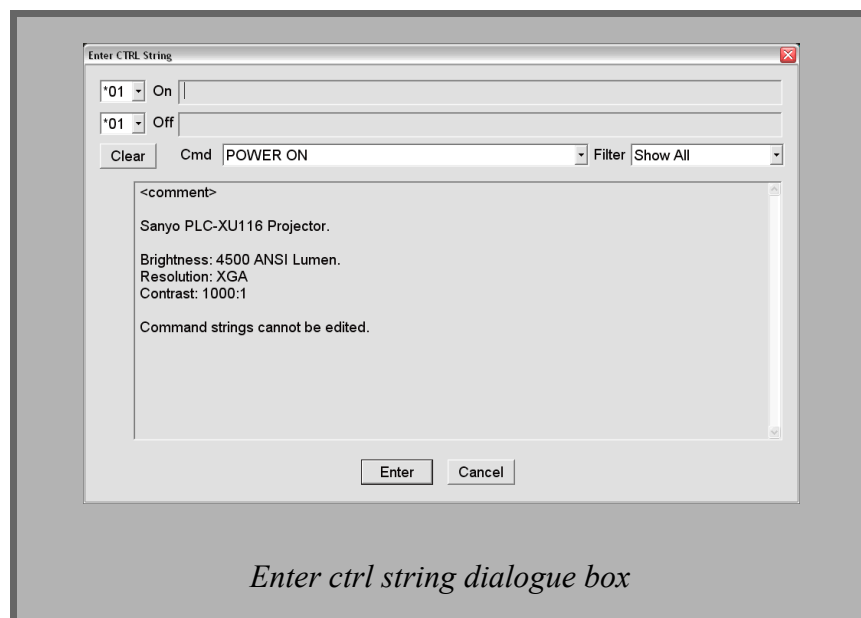 Enter CTRL String
*01 On
*01 Off
Clear Cmd POWER ON Filter Show All
<comment>
Sanyo PLC-XU116 Projector.
Brightness: 4500 ANSI Lumen.
Resolution: XGA
Contrast: 1000:1
Command strings cannot be edited.
Enter Cancel
Enter ctrl string dialogue box